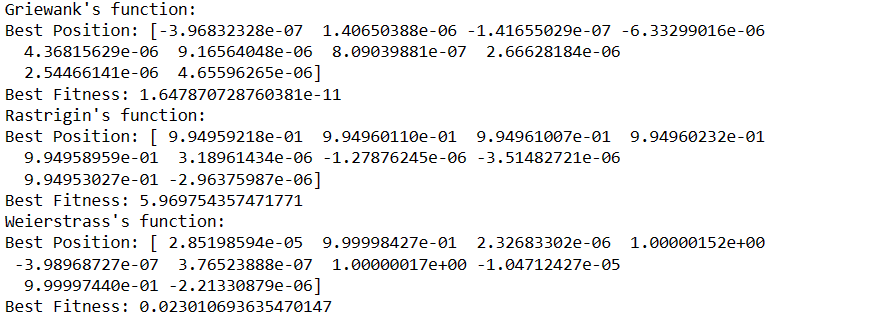 Griewank's function:
Best Position: [-3.96832328e-07  1.40650388e-06 -1.41655029e-07 -6.33299016e-06
  4.36815629e-06  9.16564048e-06  8.09039881e-07  2.66628184e-06
  2.54466141e-06  4.65596265e-06]
Best Fitness: 1.647870728760381e-11
Rastrigin's function:
Best Position: [ 9.94959218e-01  9.94960110e-01  9.94961007e-01  9.94960232e-01
  9.94958959e-01  3.18961434e-06 -1.27876245e-06 -3.51482721e-06
  9.94953027e-01 -2.96375987e-06]
Best Fitness: 5.969754357471771
Weierstrass's function:
Best Position: [ 2.85198594e-05  9.99998427e-01  2.32683302e-06  1.00000152e+00
 -3.98968727e-07  3.76523888e-07  1.00000017e+00 -1.04712427e-05
  9.99997440e-01 -2.21330879e-06]
Best Fitness: 0.023010693635470147